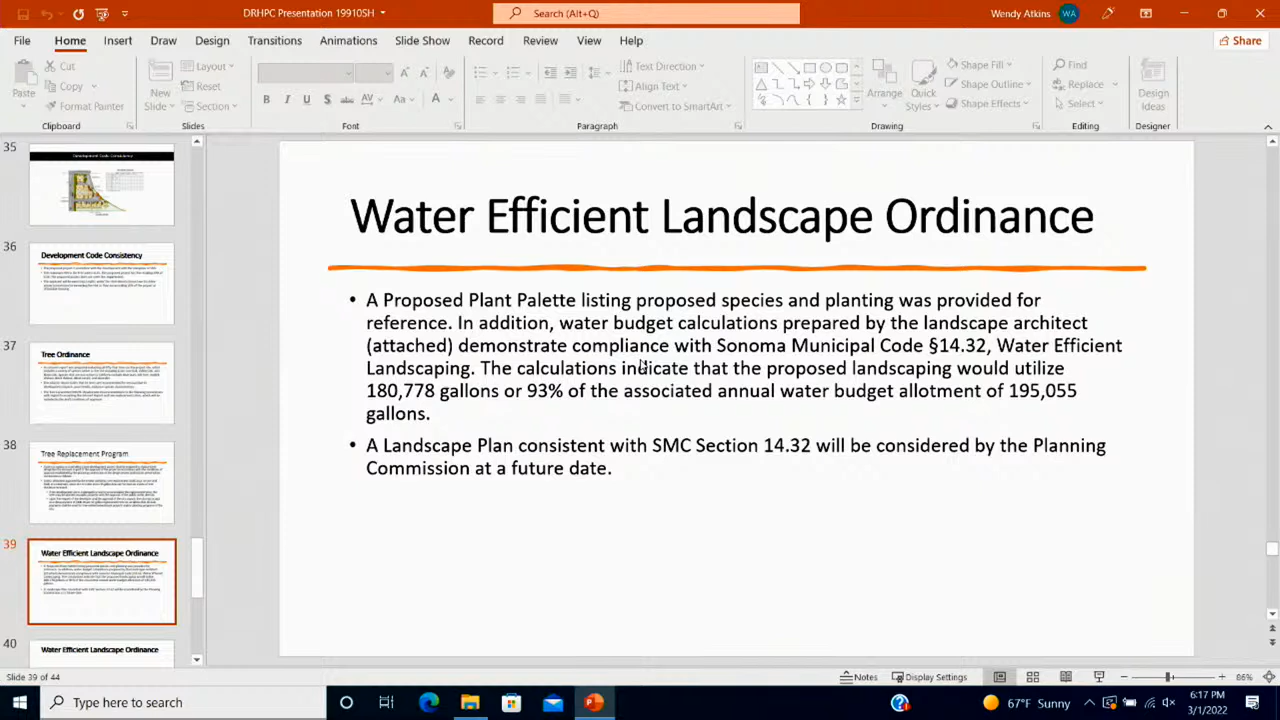 DRHPC Presentation 19910SH
Search (Alt+Q)
Wendy Atkins
WA
File
Home
Insert
Draw
Design
Transitions
Animations
Slide Show
Record
Review
View
Help
Share
Paste
Cut
Copy
Format Painter
Clipboard
New
Slide
Layout
Reset
Section
Slides
B I U S ab AV Aa A
Font
Text Direction
Align Text
Convert to SmartArt
Paragraph
Arrange
Quick
Styles
Shape Fill
Shape Outline
Shape Effects
Drawing
Find
Replace
Select
Editing
Design
Ideas
Designer
35
Development Code Consistency
36
Development Code Consistency
37
Tree Ordinance
38
Tree Replacement Program
39
Water Efficient Landscape Ordinance
40
Water Efficient Landscape Ordinance
Water Efficient Landscape Ordinance
• A Proposed Plant Palette listing proposed species and planting was provided for
reference. In addition, water budget calculations prepared by the landscape architect
(attached) demonstrate compliance with Sonoma Municipal Code §14.32, Water Efficient
Landscaping. The calculations indicate that the proposed landscaping would utilize
180,778 gallons or 93% of the associated annual water budget allotment of 195,055
gallons.
• A Landscape Plan consistent with SMC Section 14.32 will be considered by the Planning
Commission at a future date.
Slide 39 of 44
Notes
Display Settings
86%
Type here to search
67°F Sunny
6:17 PM
3/1/2022